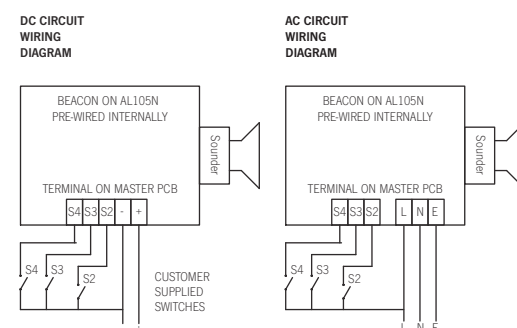 DC CIRCUIT
WIRING
DIAGRAM
BEACON ON AL105N
PRE-WIRED INTERNALLY
Sounder
TERMINAL ON MASTER PCB
S4 S3 S2 - +
S4 S3
S2
CUSTOMER
SUPPLIED
SWITCHES
AC CIRCUIT
WIRING
DIAGRAM
BEACON ON AL105N
PRE-WIRED INTERNALLY
Sounder
TERMINAL ON MASTER PCB
S4 S3 S2 L N E
S4 S3
S2
L N E